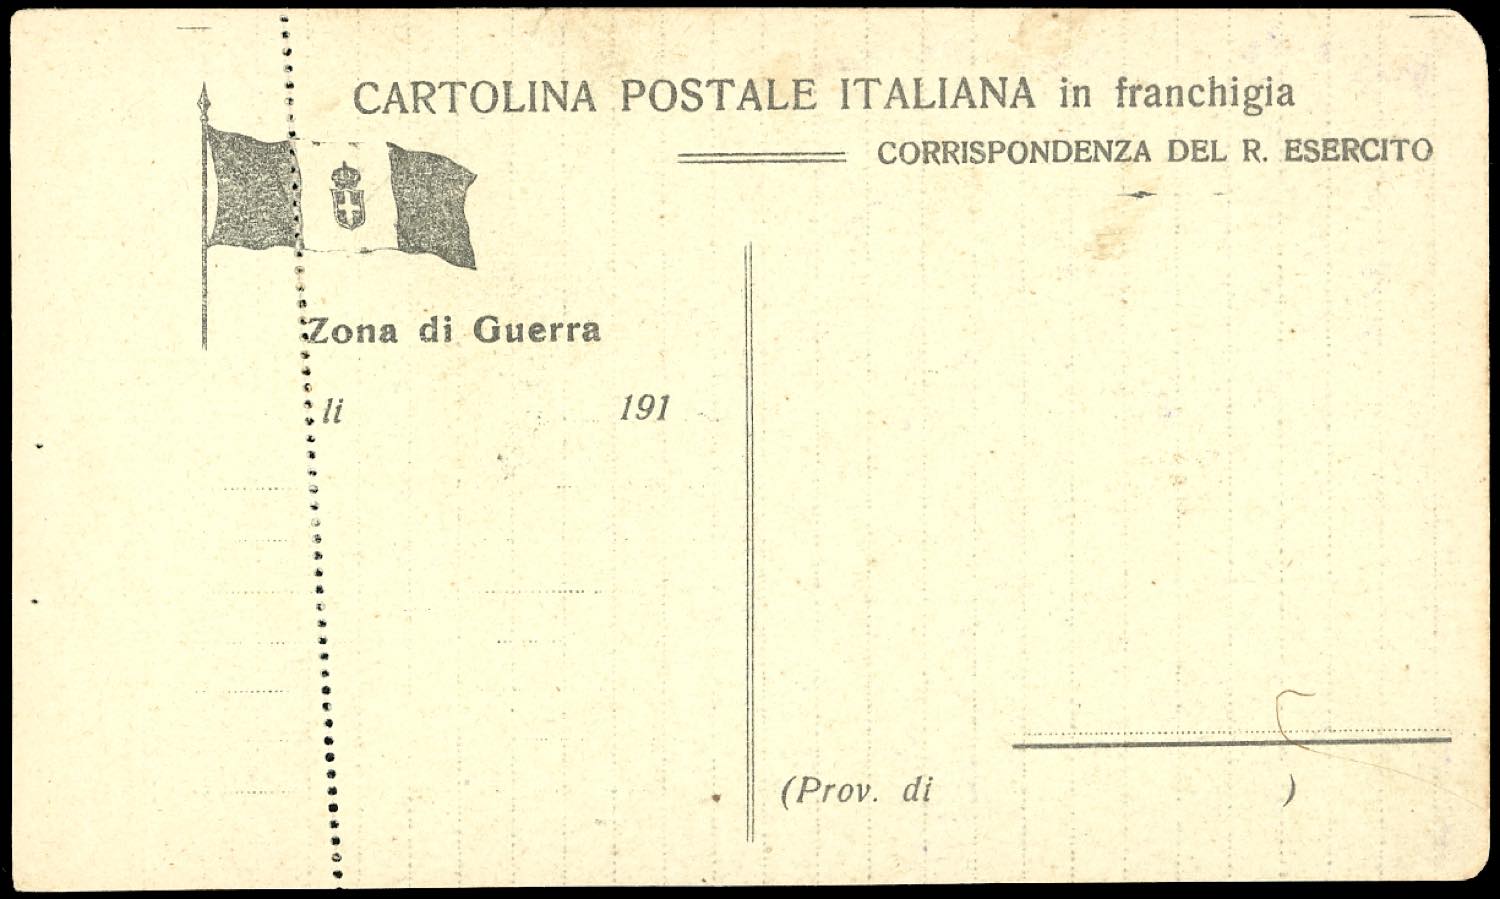 CARTOLINA POSTALE ITALIANA in franchigia
CORRISPONDENZA DEL R. ESERCITO
Zona di Guerra
li 191
(Prov. di )